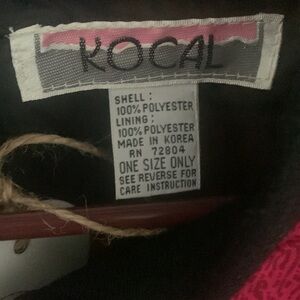 KOCAL
SHELL:
100% POLYESTER
LINING:
100% POLYESTER
MADE IN KOREA
RN 72804
ONE SIZE ONLY
SEE REVERSE FOR
CARE INSTRUCTION